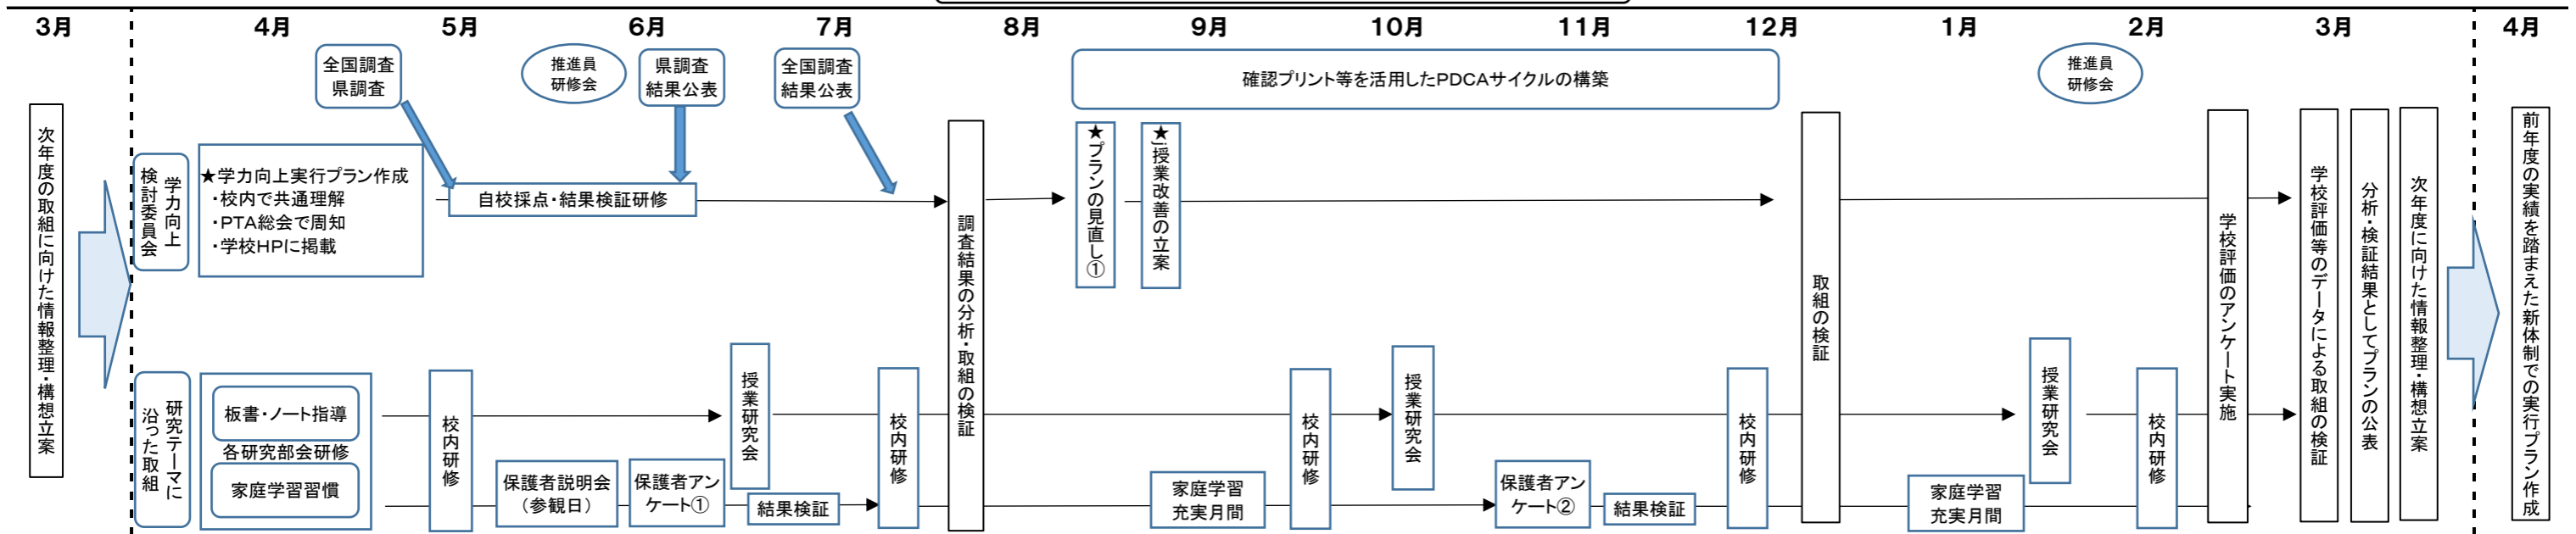 3月
4月
5月
6月
7月
8月
9月
10月
11月
12月
1月
2月
3月
4月
全国調査
県調査
推進員
研修会
県調査
結果公表
全国調査
結果公表
確認プリント等を活用したPDCAサイクルの構築
推進員
研修会
次年度の取組に向けた情報整理・構想立案
学力向上
検討委員会
★学力向上実行プラン作成
・校内で共通理解
・PTA総会で周知
・学校HPに掲載
自校採点・結果検証研修
調査結果の分析・取組の検証
★プランの見直し①
★j授業改善の立案
取組の検証
学校評価のアンケート実施
学校評価等のデータによる取組の検証
分析・検証結果としてプランの公表
次年度に向けた情報整理・構想立案
前年度の実績を踏まえた新体制での実行プラン作成
研究テーマに
沿った取組
板書・ノート指導
各研究部会研修
家庭学習習慣
校内研修
保護者説明会
(参観日)
保護者アン
ケート①
授業研究会
結果検証
校内研修
家庭学習
充実月間
校内研修
授業研究会
保護者アン
ケート②
結果検証
校内研修
家庭学習
充実月間
授業研究会
校内研修